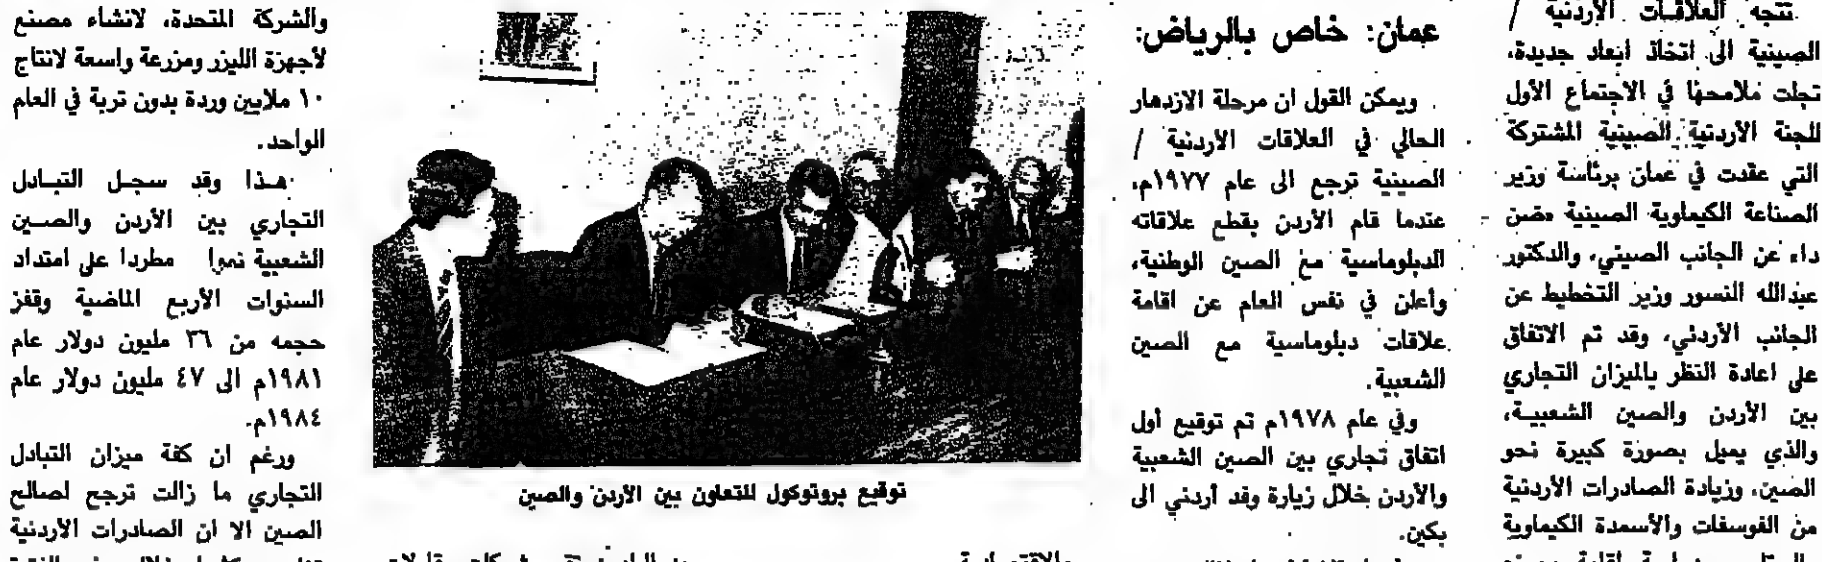 تتجه العلاقات الأردنية /
الصينية الى اتخاذ ابعاد جديدة،
تجلت ملامحها في الاجتماع الأول
للجنة الأردنية الصينية المشتركة
التي عقدت في عمان برئاسة وزير
الصناعة الكيماوية الصينية مضن
داء عن الجانب الصيني، والدكتور
عبدالله النسور وزير التخطيط عن
الجانب الأردني، وقد تم الاتفاق
على اعادة النظر بالميزان التجاري
بين الأردن والصين الشعبيـة،
والذي يميل بصورة كبيرة نحو
الصين، وزيادة الصادرات الأردنية
من الفوسفات والأسمدة الكيماوية
عمان: خاص بالرياض:
ويمكن القول ان مرحلة الازدهار
الحالي في العلاقات الأردنية /
الصينية ترجع الى عام ١٩٧٧م،
عندما قام الأردن بقطع علاقاته
الدبلوماسية مع الصين الوطنية،
وأعلن في نفس العام عن اقامة
علاقات دبلوماسية مع الصين
الشعبية.
وفي عام ١٩٧٨م تم توقيع أول
اتفاق تجاري بين الصين الشعبية
والأردن خلال زيارة وفد أردني الى
بكين.
توقيع بروتوكول للتعاون بين الأردن والصين
والشركة المتحدة، لانشاء مصنع
لأجهزة الليزر ومزرعة واسعة لانتاج
١٠ ملايين وردة بدون تربة في العام
الواحد.
هـذا وقد سجـل التبـادل
التجاري بين الأردن والصـين
الشعبية نموا مطردا على امتداد
السنوات الأربع الماضية وقفز
حجمه من ٣٦ مليون دولار عام
١٩٨١م الى ٤٧ مليون دولار عام
١٩٨٤م.
ورغم ان كفة ميزان التبادل
التجاري ما زالت ترجح لصالح
الصين الا ان الصادرات الأردنية